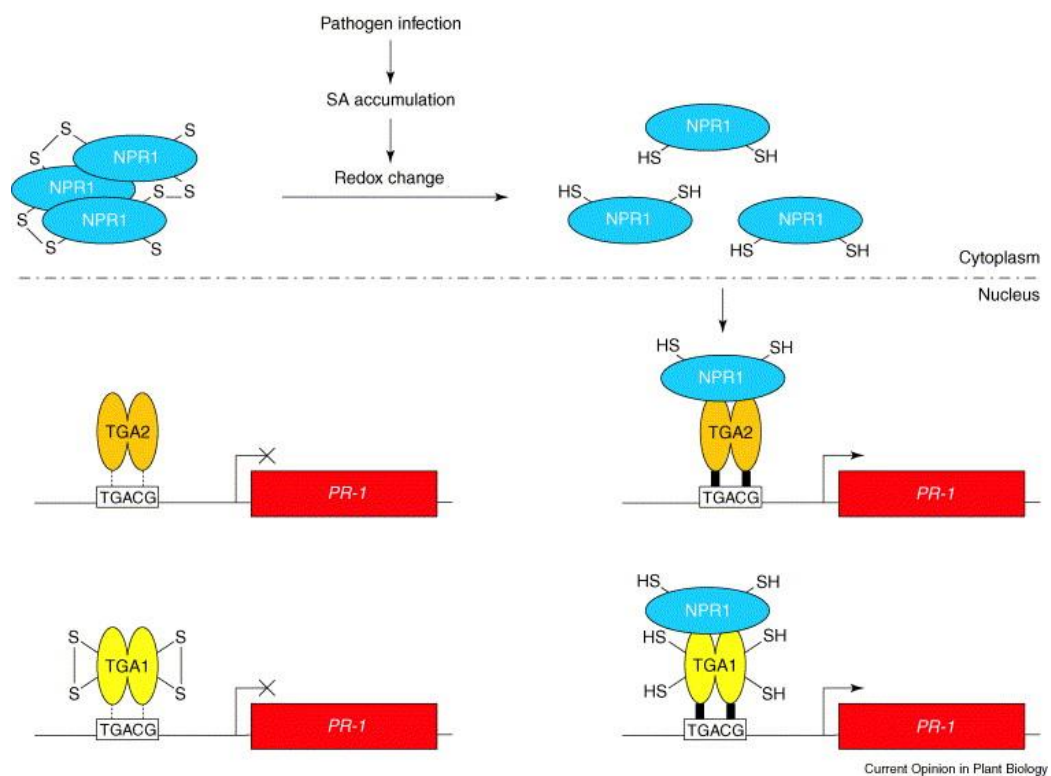 Pathogen infection
SA accumulation
Redox change
S
S
S
S
S
S
S
S
NPR1
NPR1
NPR1
NPR1
HS
SH
HS
SH
NPR1
NPR1
HS
SH
Cytoplasm
Nucleus
HS
SH
NPR1
TGA2
TGACG
PR-1
TGA2
TGACG
PR-1
S
S
TGA1
S
S
TGACG
PR-1
HS
SH
NPR1
HS
SH
TGA1
HS
SH
TGACG
PR-1
Current Opinion in Plant Biology